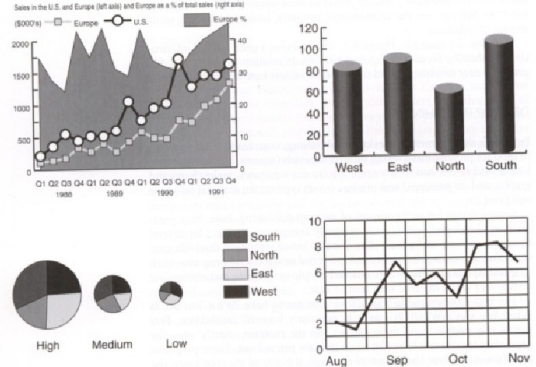 Sales in the U.S. and Europe (left axis) and Europe as a % of total sales (right axis)
($000's) Europe U.S. Europe %
2000
1500
1000
500
0
40
30
20
10
0
Q1 Q2 Q3 Q4 Q1 Q2 Q3 Q4 Q1 Q2 Q3 Q4 Q1 Q2 Q3 Q4
1988 1989 1990 1991
120
100
80
60
40
20
0
West East North South
South
North
East
West
High Medium Low
10
8
6
4
2
0
Aug Sep Oct Nov